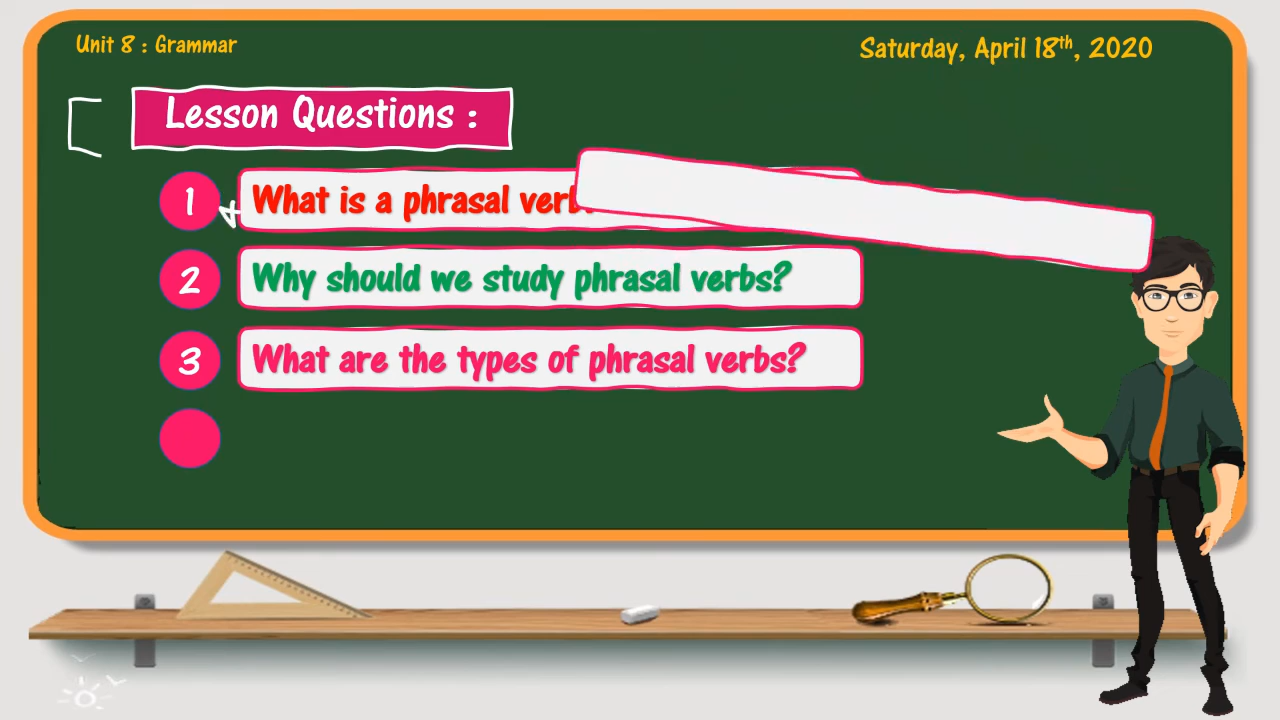 Unit 8 : Grammar
Saturday, April 18th, 2020
Lesson Questions :
1 What is a phrasal verb?
2 Why should we study phrasal verbs?
3 What are the types of phrasal verbs?